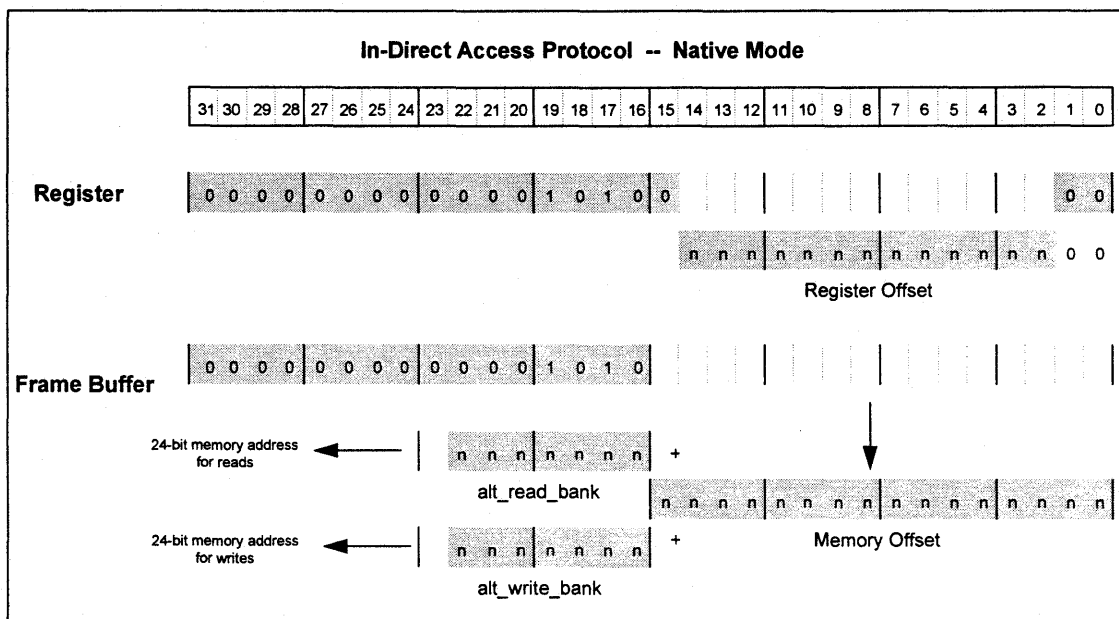 In-Direct Access Protocol -- Native Mode
31 30 29 28 27 26 25 24 23 22 21 20 19 18 17 16 15 14 13 12 11 10 9 8 7 6 5 4 3 2 1 0
Register 0 0 0 0 0 0 0 0 0 0 0 0 1 0 1 0 0 0 0
n n n n n n n n n n n n n 0 0
Register Offset
Frame Buffer 0 0 0 0 0 0 0 0 0 0 0 0 1 0 1 0
24-bit memory address
for reads
n n n n n n n +
alt_read_bank
n n n n n n n n n n n n n n n n
24-bit memory address
for writes
n n n n n n n +
Memory Offset
alt_write_bank